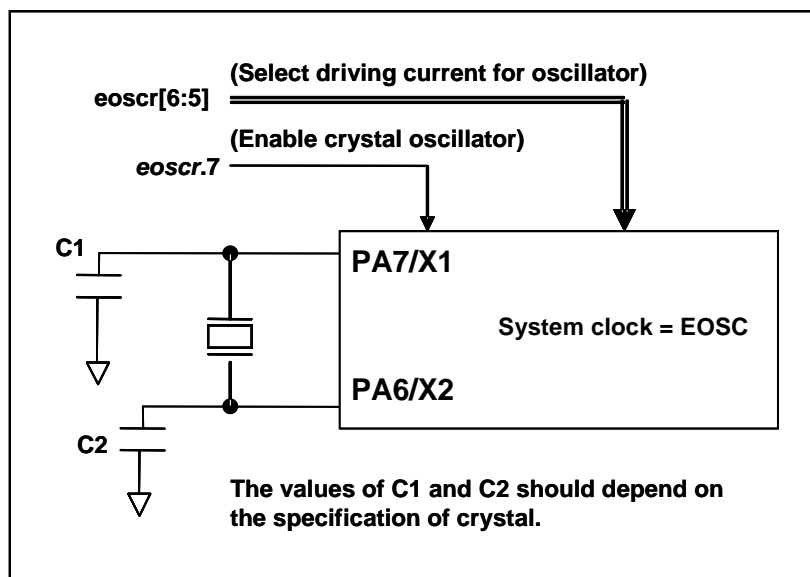 (Select driving current for oscillator)
eoscr[6:5]
(Enable crystal oscillator)
eoscr.7
C1
PA7/X1
System clock = EOSC
PA6/X2
C2
The values of C1 and C2 should depend on
the specification of crystal.